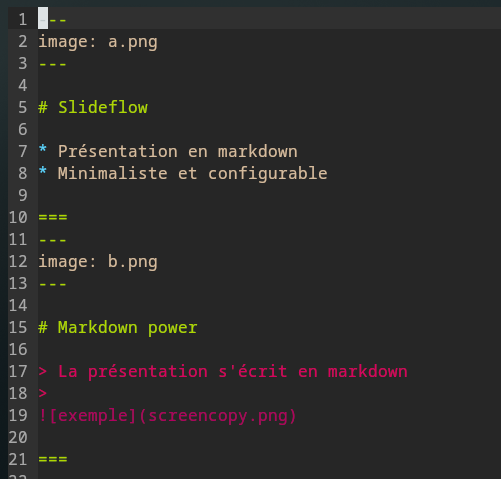 1 ---
2 image: a.png
3 ---
4
5 # Slideflow
6
7 * Présentation en markdown
8 * Minimaliste et configurable
9
10 ===
11 ---
12 image: b.png
13 ---
14
15 # Markdown power
16
17 > La présentation s'écrit en markdown
18 >
19 ![exemple](screencopy.png)
20
21 ===